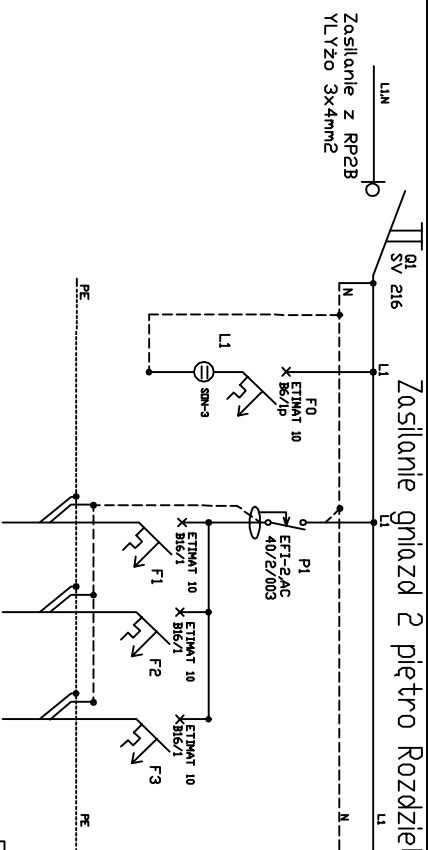 Zasilanie gniazd 2 piętro
Zasilanie z RP2B
YLYżo 3x4mm2
L1,N
Q1
SV 216
N
L1
L1
L1
N
PE
PE
L1
F0
ETIMAT 10
B6/1p
SON-3
P1
EFI-2,AC
40/2/003
ETIMAT 10
B16/1
F1
ETIMAT 10
B16/1
F2
ETIMAT 10
B16/1
F3